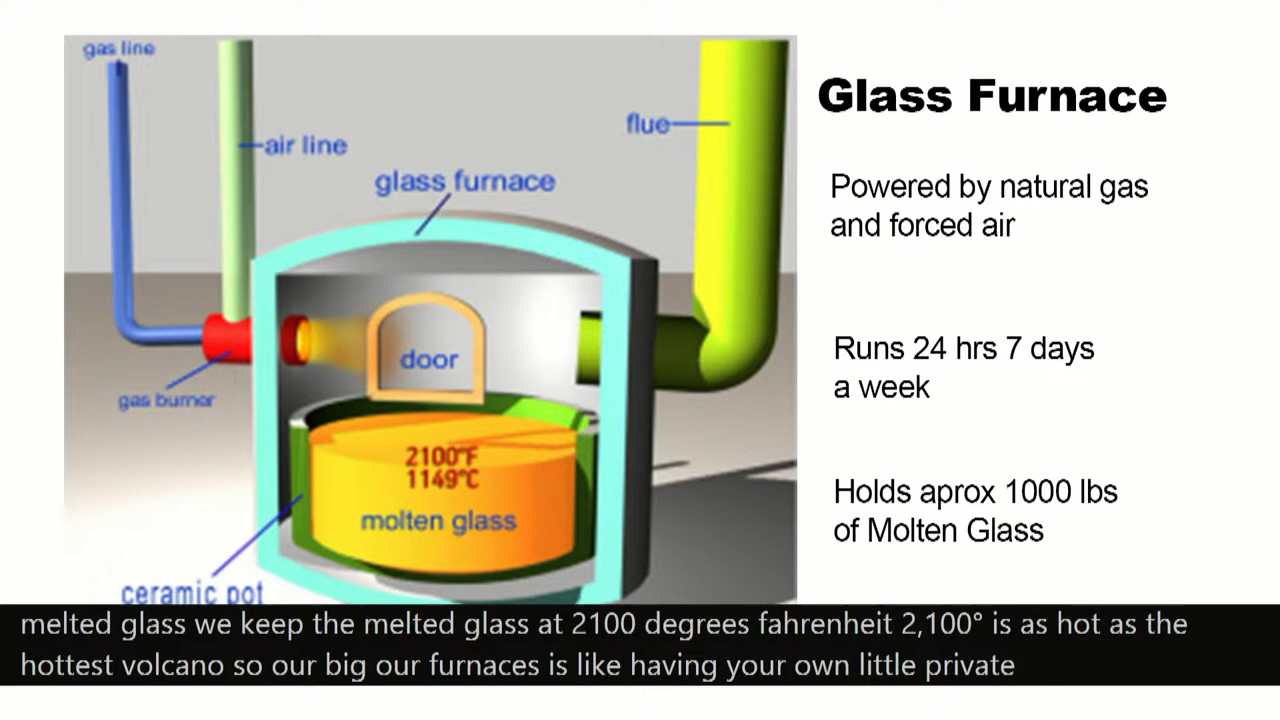 gas line
air line
flue
glass furnace
gas burner
door
2100°F
1149°C
molten glass
ceramic pot
Glass Furnace
Powered by natural gas
and forced air
Runs 24 hrs 7 days
a week
Holds aprox 1000 lbs
of Molten Glass
melted glass we keep the melted glass at 2100 degrees fahrenheit 2,100° is as hot as the
hottest volcano so our big our furnaces is like having your own little private